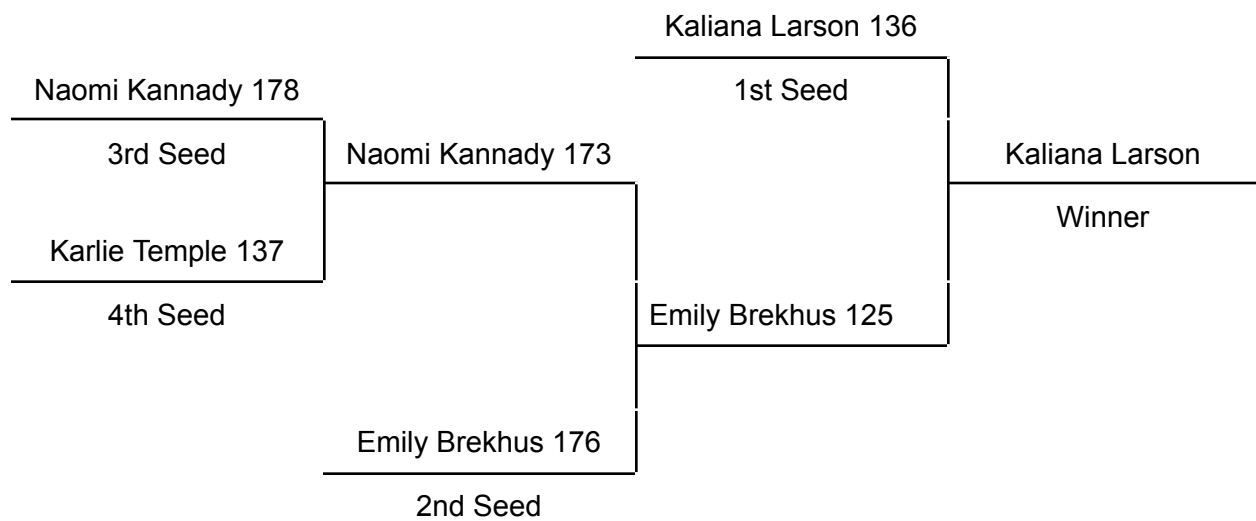 Kaliana Larson 136
1st Seed
Naomi Kannady 178
3rd Seed
Naomi Kannady 173
Kaliana Larson
Winner
Karlie Temple 137
4th Seed
Emily Brekhus 125
Emily Brekhus 176
2nd Seed